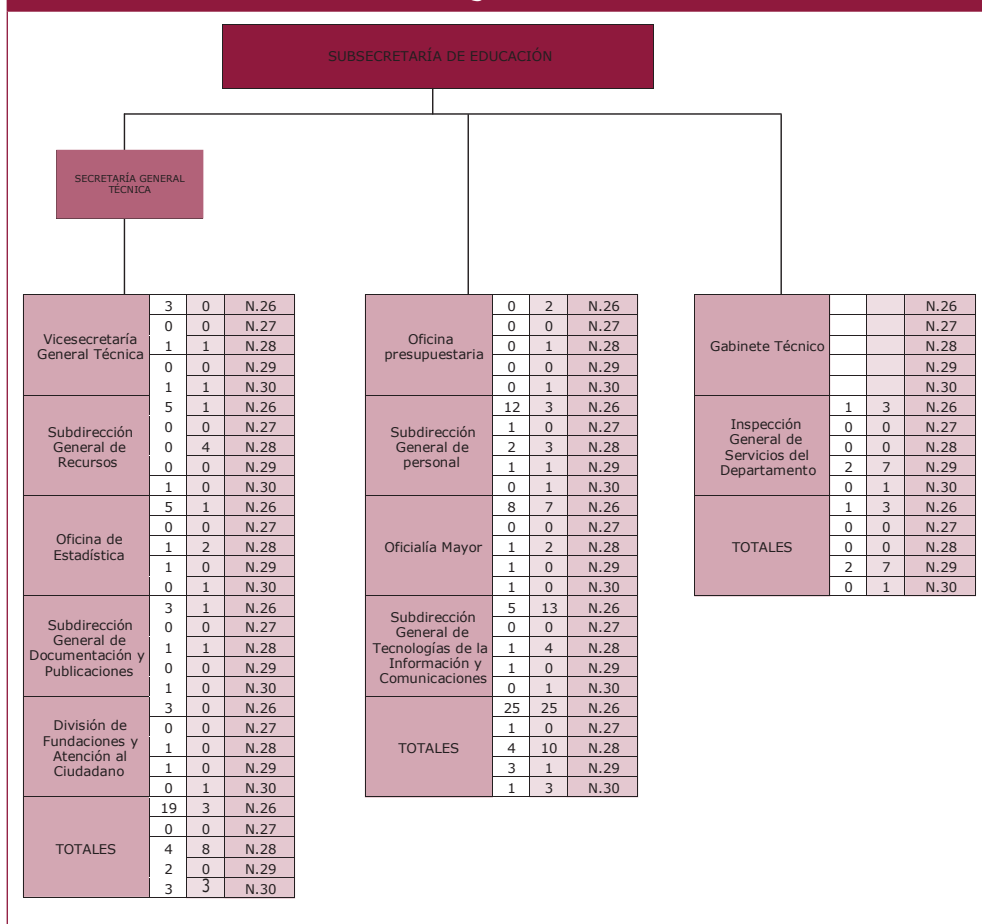 SUBSECRETARÍA DE EDUCACIÓN
SECRETARÍA GENERAL
TÉCNICA
Vicesecretaría
General Técnica
3 0 N.26
0 0 N.27
1 1 N.28
0 0 N.29
1 1 N.30
Subdirección
General de
Recursos
5 1 N.26
0 0 N.27
0 4 N.28
0 0 N.29
1 0 N.30
Oficina de
Estadística
5 1 N.26
0 0 N.27
1 2 N.28
1 0 N.29
0 1 N.30
Subdirección
General de
Documentación y
Publicaciones
3 1 N.26
0 0 N.27
1 1 N.28
0 0 N.29
1 0 N.30
División de
Fundaciones y
Atención al
Ciudadano
3 0 N.26
0 0 N.27
1 0 N.28
1 0 N.29
0 1 N.30
TOTALES
19 3 N.26
0 0 N.27
4 8 N.28
2 0 N.29
3 3 N.30
Oficina
presupuestaria
0 2 N.26
0 0 N.27
0 1 N.28
0 0 N.29
0 1 N.30
Subdirección
General de
personal
12 3 N.26
1 0 N.27
2 3 N.28
1 1 N.29
0 1 N.30
Oficialía Mayor
8 7 N.26
0 0 N.27
1 2 N.28
1 0 N.29
1 0 N.30
Subdirección
General de
Tecnologías de la
Información y
Comunicaciones
5 13 N.26
0 0 N.27
1 4 N.28
1 0 N.29
0 1 N.30
TOTALES
25 25 N.26
1 0 N.27
4 10 N.28
3 1 N.29
1 3 N.30
Gabinete Técnico
N.26
N.27
N.28
N.29
N.30
Inspección
General de
Servicios del
Departamento
1 3 N.26
0 0 N.27
0 0 N.28
2 7 N.29
0 1 N.30
TOTALES
1 3 N.26
0 0 N.27
0 0 N.28
2 7 N.29
0 1 N.30